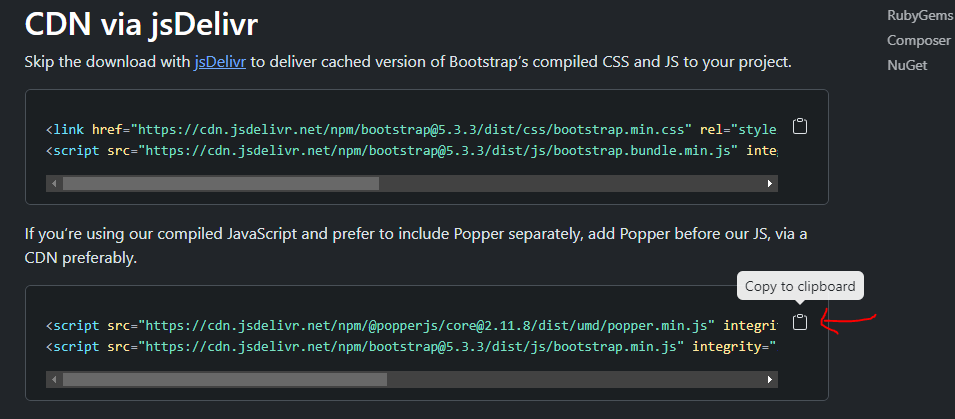 CDN via jsDelivr
Skip the download with jsDelivr to deliver cached version of Bootstrap's compiled CSS and JS to your project.
<link href="https://cdn.jsdelivr.net/npm/bootstrap@5.3.3/dist/css/bootstrap.min.css" rel="style
<script src="https://cdn.jsdelivr.net/npm/bootstrap@5.3.3/dist/js/bootstrap.bundle.min.js" inte
If you're using our compiled JavaScript and prefer to include Popper separately, add Popper before our JS, via a
CDN preferably.
Copy to clipboard
<script src="https://cdn.jsdelivr.net/npm/@popperjs/core@2.11.8/dist/umd/popper.min.js" integri
<script src="https://cdn.jsdelivr.net/npm/bootstrap@5.3.3/dist/js/bootstrap.min.js" integrity="
RubyGems
Composer
NuGet